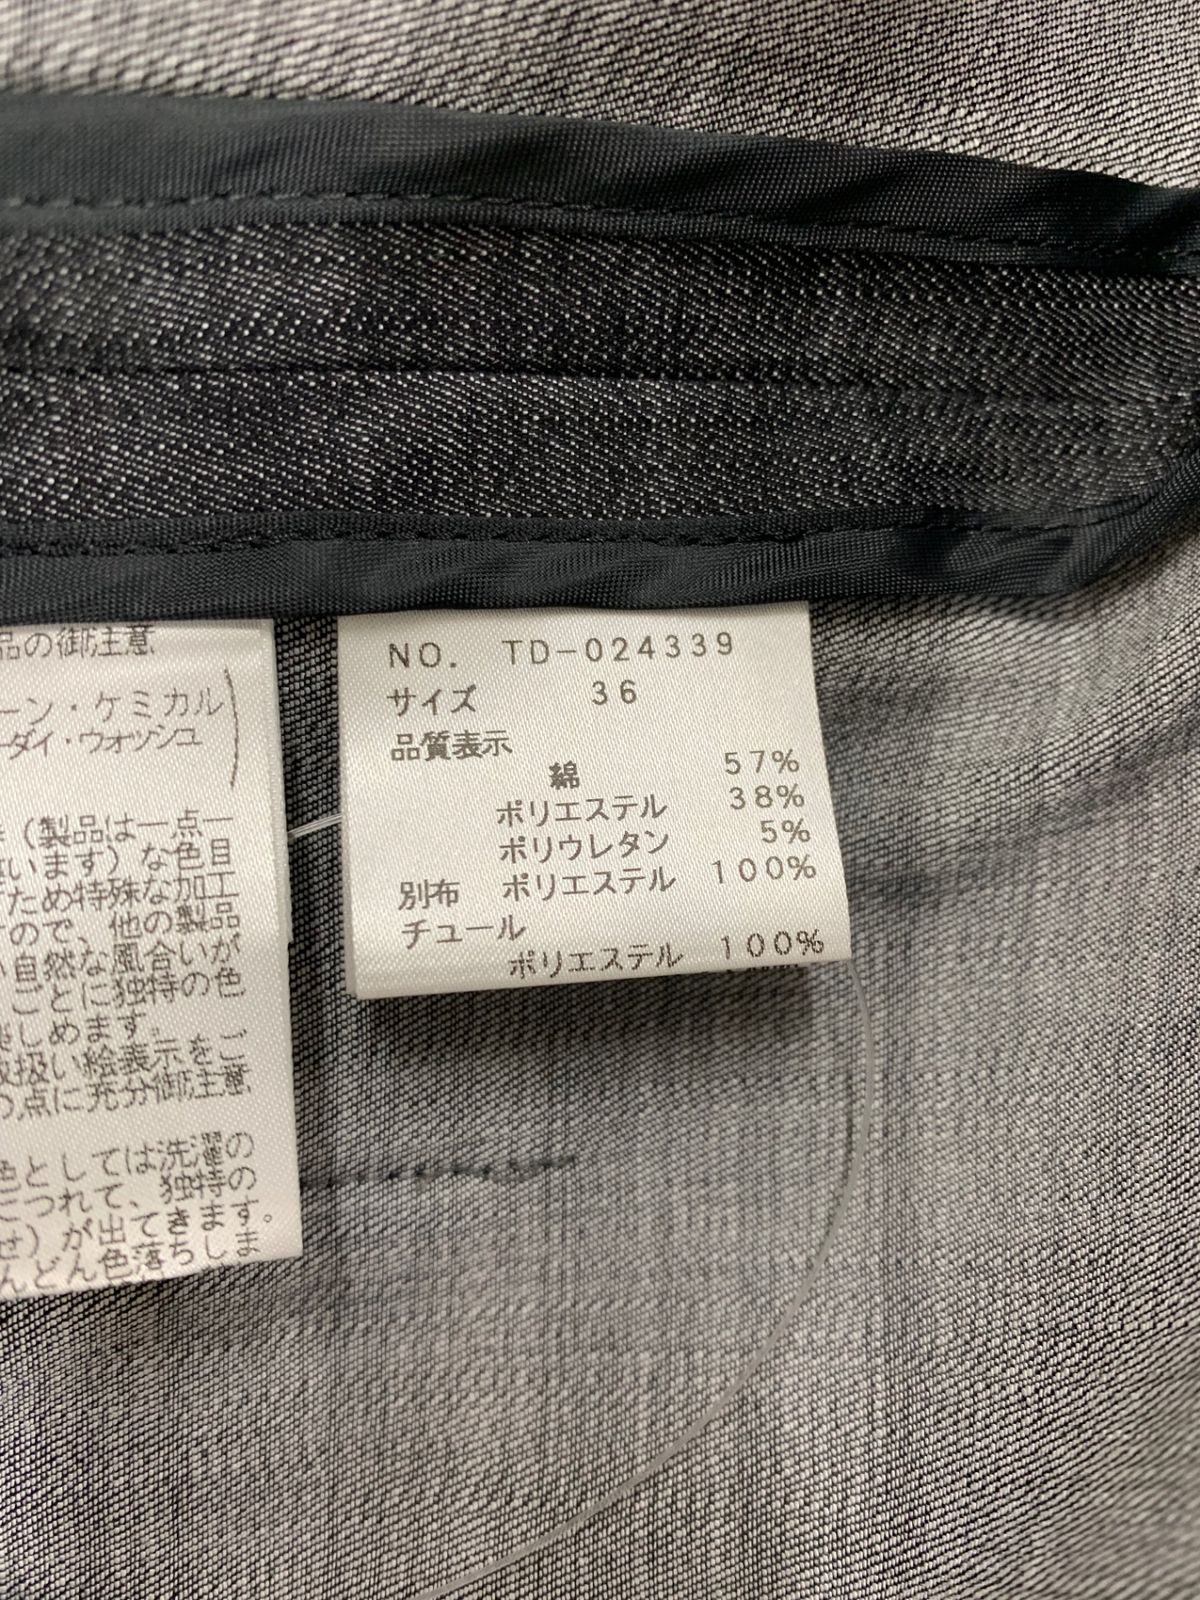 品の御注意
ーン・ケミカル
ーダイ・ウォッシュ
（製品は一点一
います）な色目
ため特殊な加工
ので、他の製品
自然な風合いが
ごとに独特の色
しめます。
扱い絵表示をご
の点に充分御注意
色としては洗濯の
つれて、独特の
せ）が出てきます。
んどん色落ちしま
NO. TD-024339
サイズ 36
品質表示
綿 57%
ポリエステル 38%
ポリウレタン 5%
別布 ポリエステル 100%
チュール
ポリエステル 100%